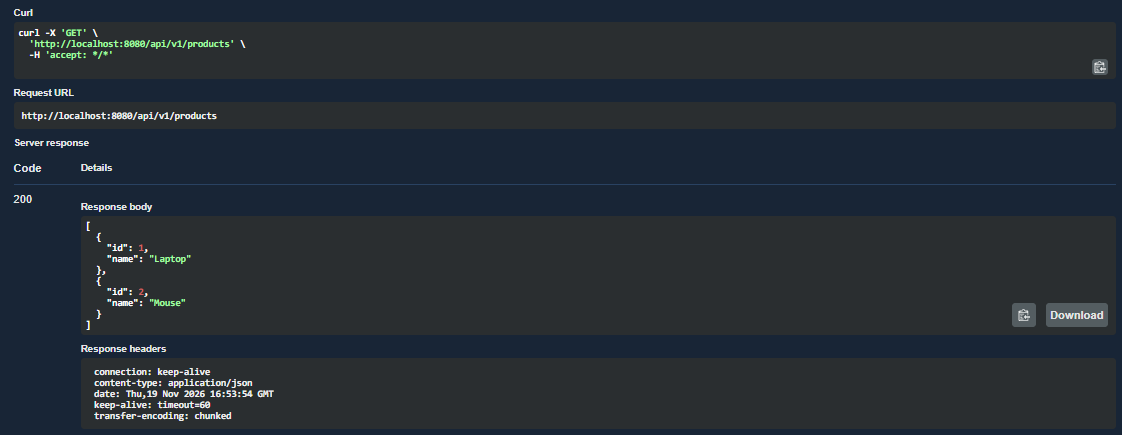 Curl
curl -X 'GET' \
'http://localhost:8080/api/v1/products' \
-H 'accept: */*'
Request URL
http://localhost:8080/api/v1/products
Server response
Code Details
200
Response body
[
{
"id": 1,
"name": "Laptop"
},
{
"id": 2,
"name": "Mouse"
}
]
Download
Response headers
connection: keep-alive
content-type: application/json
date: Thu,19 Nov 2026 16:53:54 GMT
keep-alive: timeout=60
transfer-encoding: chunked